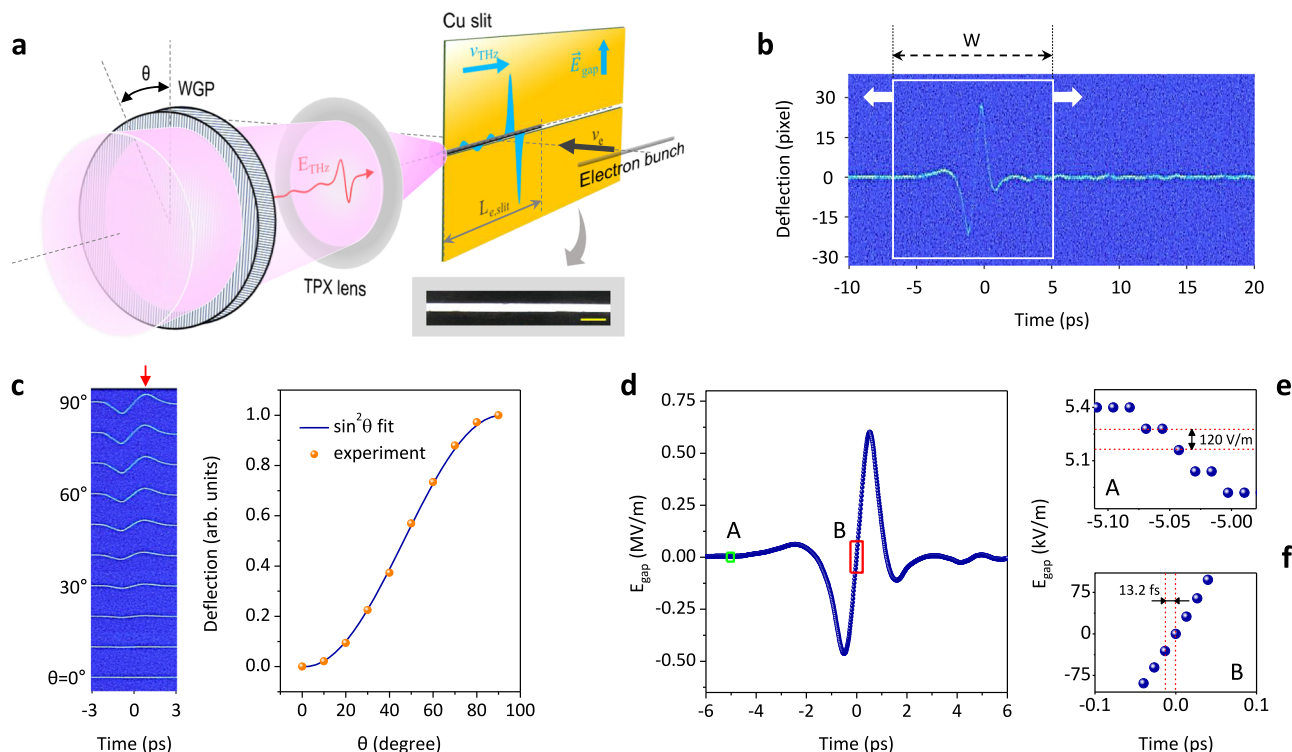 a
θ
WGP
E_THz
TPX lens
Cu slit
v_THz
E⃗_gap
v_e
Electron bunch
L_e,slit
b
W
Deflection (pixel)
30
15
0
-15
-30
-10
-5
0
5
10
15
20
Time (ps)
c
90°
60°
30°
θ=0°
-3
0
3
Time (ps)
Deflection (arb. units)
1.0
0.8
0.6
0.4
0.2
0.0
sin²θ fit
experiment
0
20
40
60
80
100
θ (degree)
d
E_gap (MV/m)
0.75
0.50
0.25
0.00
-0.25
-0.50
A
B
-6
-4
-2
0
2
4
6
Time (ps)
e
5.4
5.1
120 V/m
A
-5.10
-5.05
-5.00
E_gap (kV/m)
f
75
0
-75
13.2 fs
B
-0.1
0.0
0.1
Time (ps)